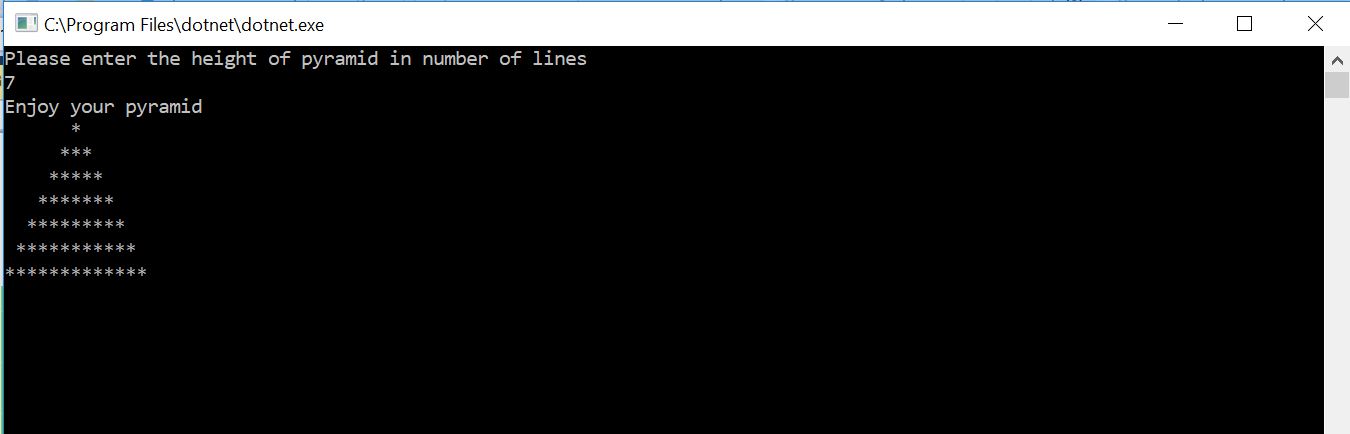 C:\Program Files\dotnet\dotnet.exe
Please enter the height of pyramid in number of lines
7
Enjoy your pyramid
      *
     ***
    *****
   *******
  *********
 ***********
*************